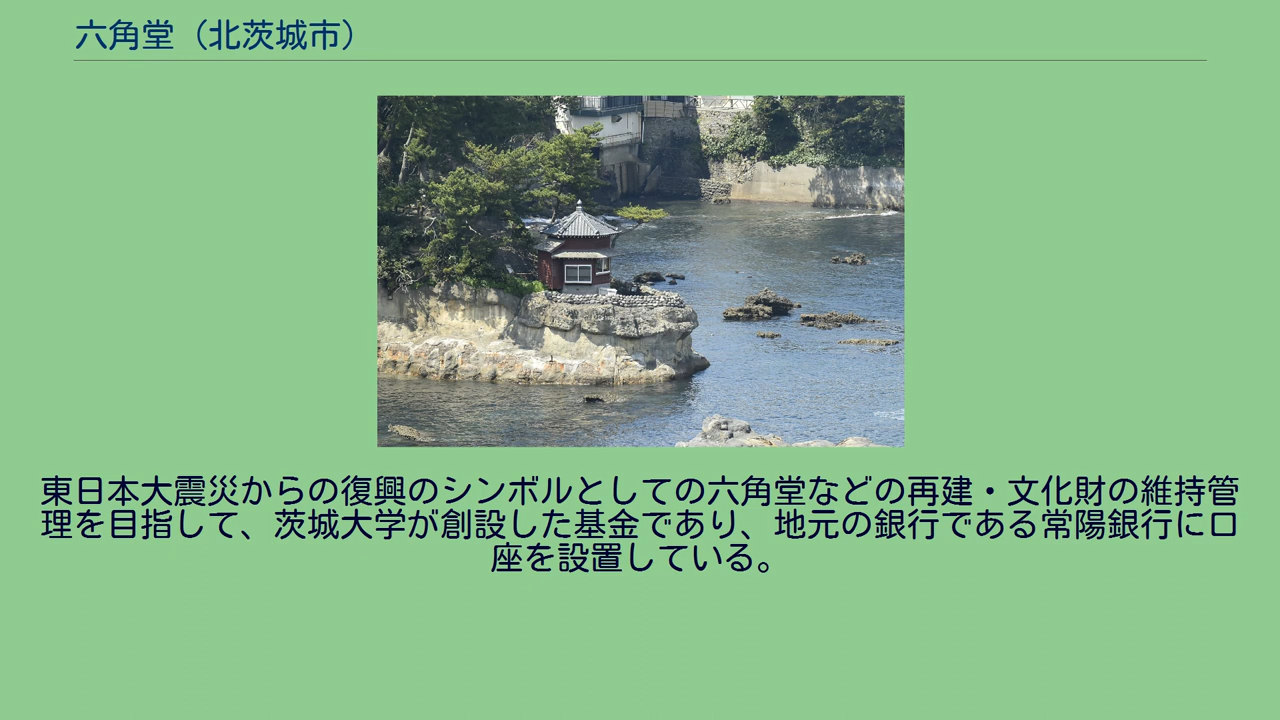 六角堂（北茨城市）
東日本大震災からの復興のシンボルとしての六角堂などの再建・文化財の維持管
理を目指して、茨城大学が創設した基金であり、地元の銀行である常陽銀行に口
座を設置している。